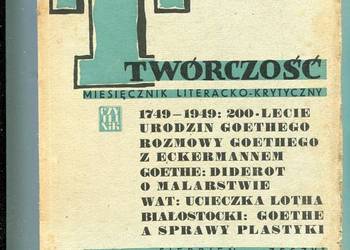 TWÓRCZOŚĆ
MIESIĘCZNIK LITERACKO-KRYTYCZNY
CZYTELNIK
1749–1949: 200-LECIE
URODZIN GOETHEGO
ROZMOWY GOETHEGO
Z ECKERMANNEM
GOETHE: DIDEROT
O MALARSTWIE
WAT: UCIECZKA LOTHA
BIAŁOSTOCKI: GOETHE
A SPRAWY PLASTYKI